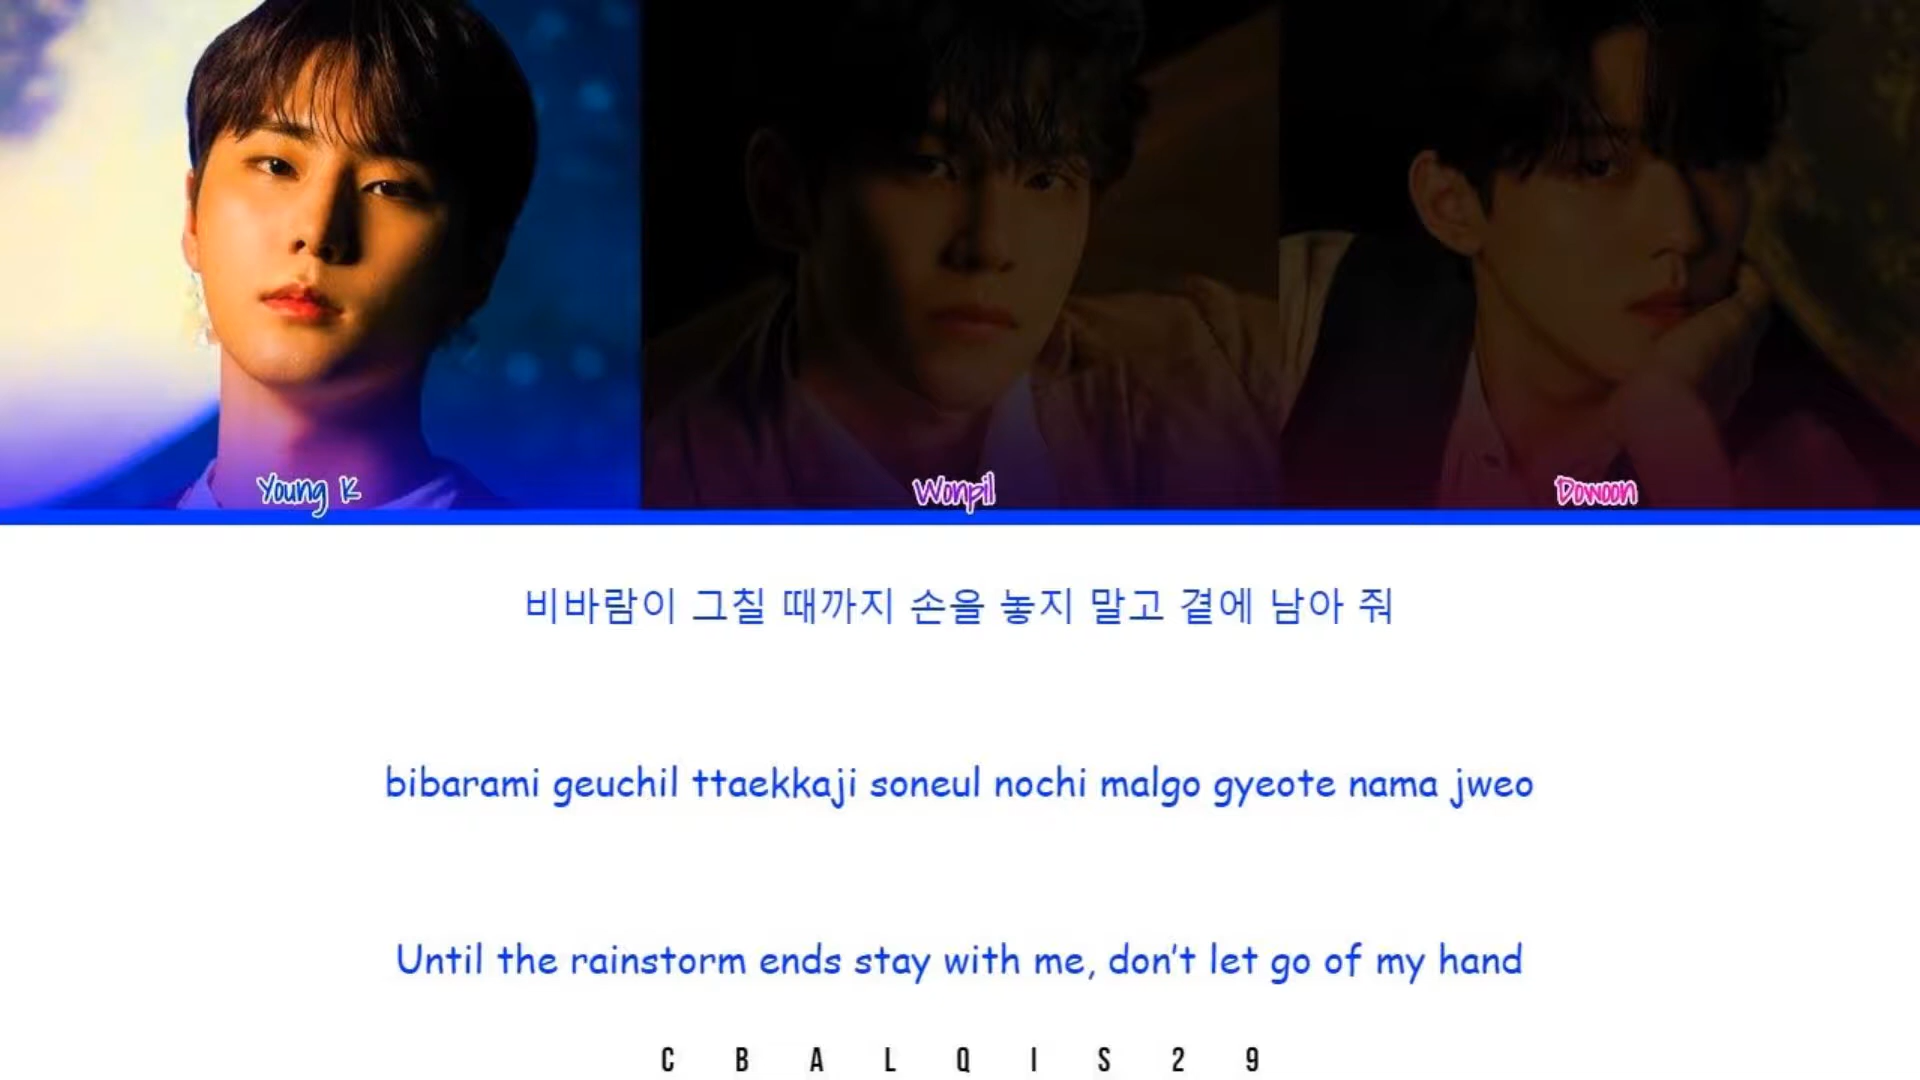 Young K
Wonpil
Dowoon
비바람이 그칠 때까지 손을 놓지 말고 곁에 남아 줘
bibarami geuchil ttaekkaji soneul nochi malgo gyeote nama jweo
Until the rainstorm ends stay with me, don't let go of my hand
CBALQIS29